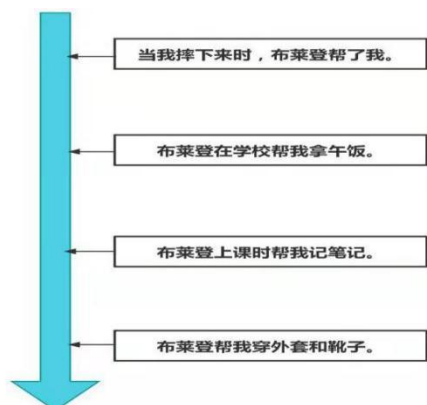 当我摔下来时，布莱登帮了我。
布莱登在学校帮我拿午饭。
布莱登上课时帮我记笔记。
布莱登帮我穿外套和靴子。